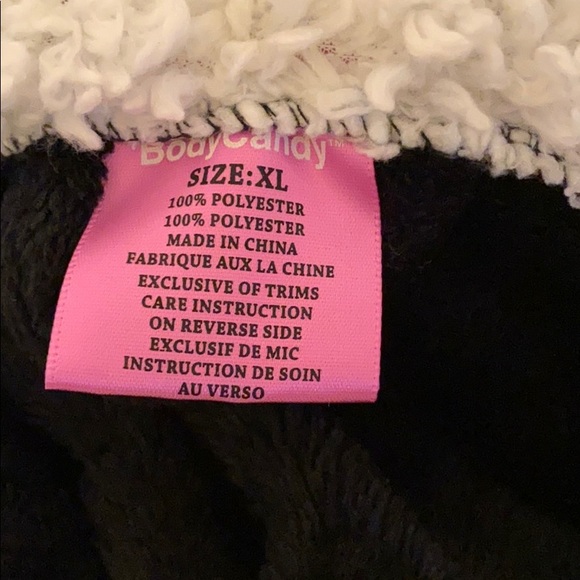 BodyCandy™
SIZE:XL
100% POLYESTER
100% POLYESTER
MADE IN CHINA
FABRIQUE AUX LA CHINE
EXCLUSIVE OF TRIMS
CARE INSTRUCTION
ON REVERSE SIDE
EXCLUSIF DE MIC
INSTRUCTION DE SOIN
AU VERSO